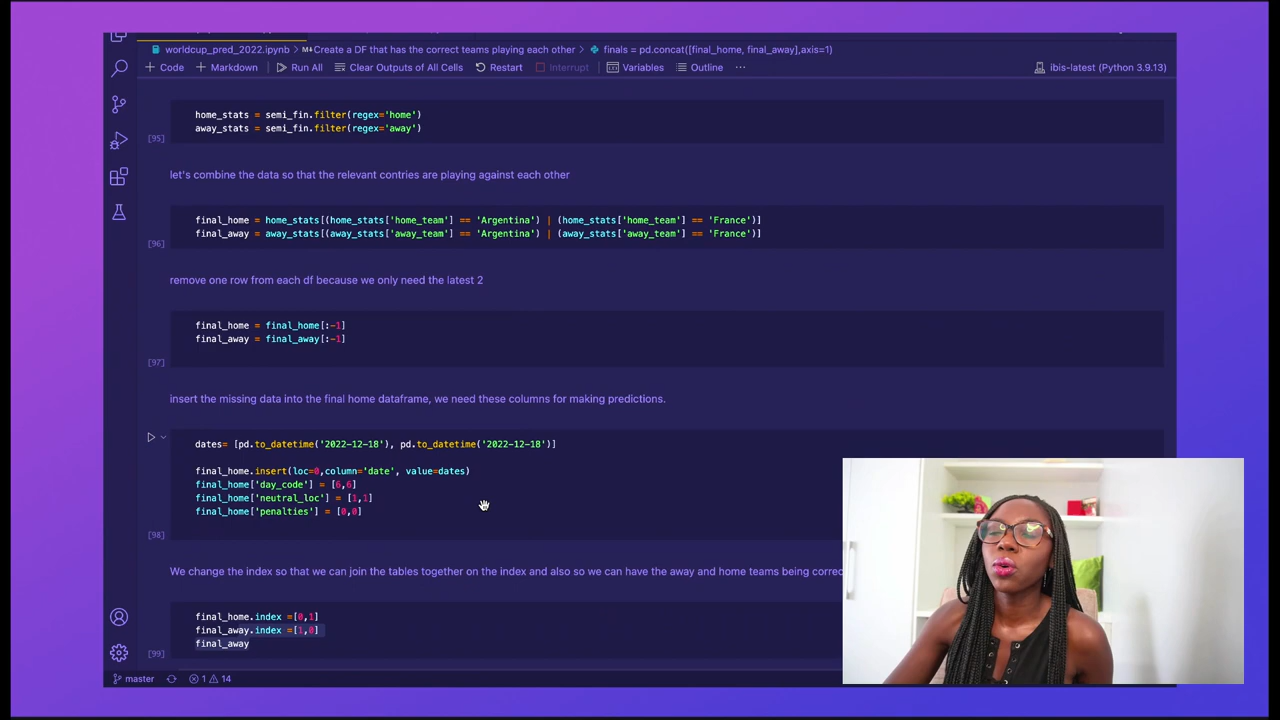 worldcup_pred_2022.ipynb > M↓Create a DF that has the correct teams playing each other > finals = pd.concat([final_home, final_away],axis=1)
+ Code + Markdown Run All Clear Outputs of All Cells Restart Interrupt Variables Outline ··· ibis-latest (Python 3.9.13)
home_stats = semi_fin.filter(regex='home')
away_stats = semi_fin.filter(regex='away')
[95]
let's combine the data so that the relevant contries are playing against each other
final_home = home_stats[(home_stats['home_team'] == 'Argentina') | (home_stats['home_team'] == 'France')]
final_away = away_stats[(away_stats['away_team'] == 'Argentina') | (away_stats['away_team'] == 'France')]
[96]
remove one row from each df because we only need the latest 2
final_home = final_home[:-1]
final_away = final_away[:-1]
[97]
insert the missing data into the final home dataframe, we need these columns for making predictions.
dates= [pd.to_datetime('2022-12-18'), pd.to_datetime('2022-12-18')]
final_home.insert(loc=0,column='date', value=dates)
final_home['day_code'] = [6,6]
final_home['neutral_loc'] = [1,1]
final_home['penalties'] = [0,0]
[98]
We change the index so that we can join the tables together on the index and also so we can have the away and home teams being correc
final_home.index =[0,1]
final_away.index =[1,0]
final_away
[99]
master 1 14